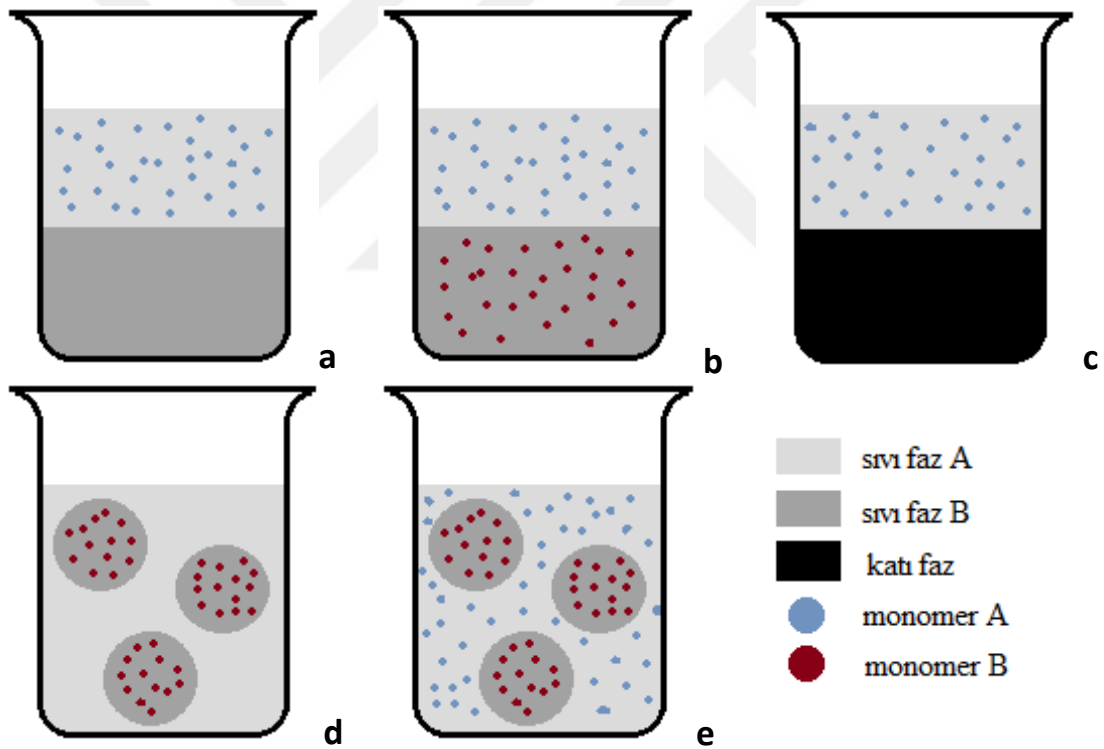 a
b
c
d
e
sıvı faz A
sıvı faz B
katı faz
monomer A
monomer B